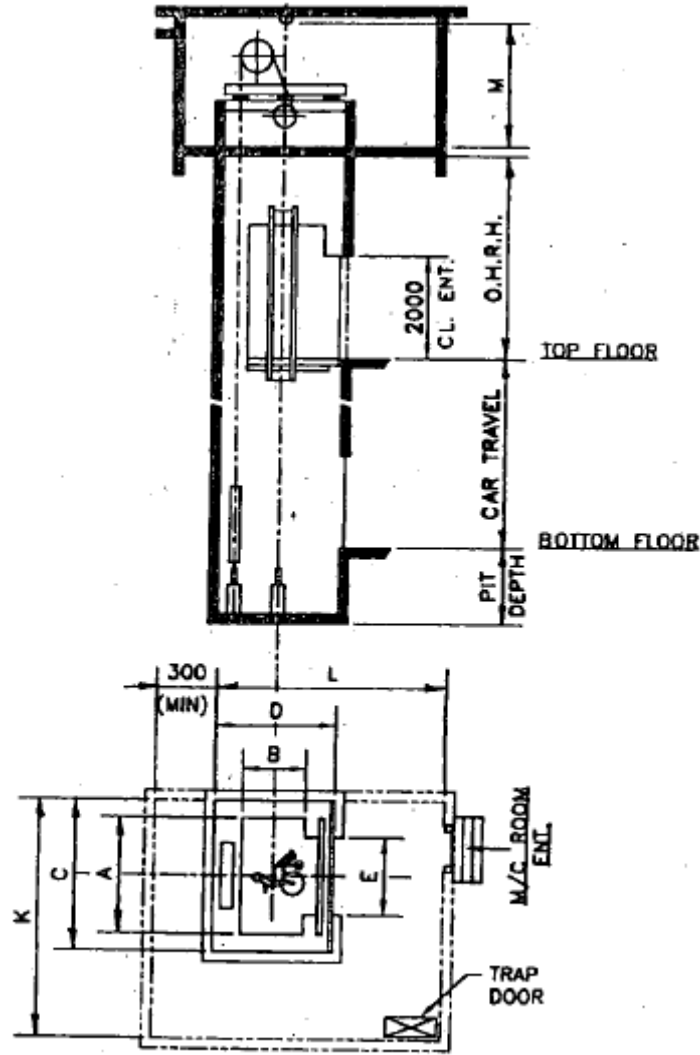 M
O.H.R.H.
2000
CL. ENT.
TOP FLOOR
CAR TRAVEL
BOTTOM FLOOR
PIT
DEPTH
300
(MIN)
L
D
B
K
C
A
E
M/C ROOM
ENT.
TRAP
DOOR